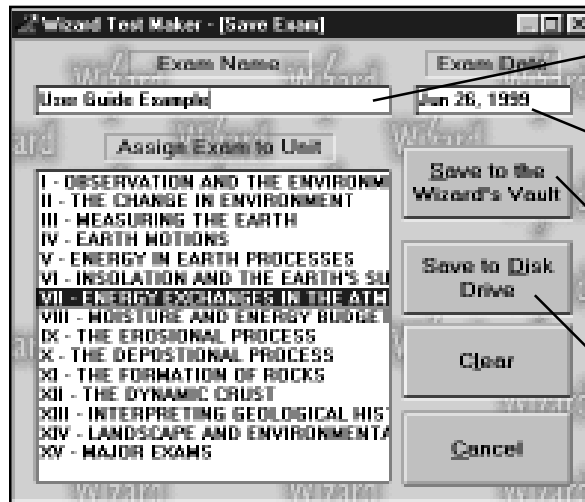 Wizard Test Maker - [Save Exam]
Exam Name
Exam Date
User Guide Example
Jun 26, 1999
Assign Exam to Unit
I - OBSERVATION AND THE ENVIRONM
II - THE CHANGE IN ENVIRONMENT
III - MEASURING THE EARTH
IV - EARTH MOTIONS
V - ENERGY IN EARTH PROCESSES
VI - INSOLATION AND THE EARTH'S SU
VII - ENERGY EXCHANGES IN THE ATH
VIII - MOISTURE AND ENERGY BUDGET
IX - THE EROSIONAL PROCESS
X - THE DEPOSTIONAL PROCESS
XI - THE FORMATION OF ROCKS
XII - THE DYNAMIC CRUST
XIII - INTERPRETING GEOLOGICAL HIS
XIV - LANDSCAPE AND ENVIRONMENTA
XV - MAJOR EXAMS
Save to the
Wizard's Vault
Save to Disk
Drive
Clear
Cancel